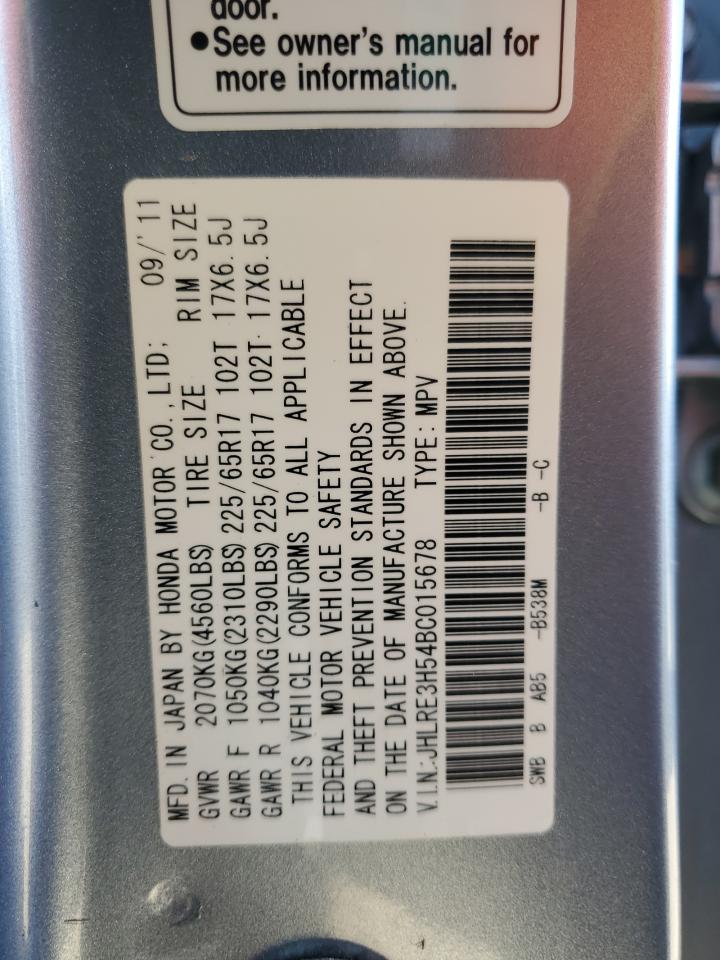 door.
●See owner's manual for
more information.
MFD. IN JAPAN BY HONDA MOTOR CO., LTD; 09/'11
GVWR 2070KG(4560LBS) TIRE SIZE RIM SIZE
GAWR F 1050KG(2310LBS) 225/65R17 102T 17X6.5J
GAWR R 1040KG(2290LBS) 225/65R17 102T 17X6.5J
THIS VEHICLE CONFORMS TO ALL APPLICABLE
FEDERAL MOTOR VEHICLE SAFETY
AND THEFT PREVENTION STANDARDS IN EFFECT
ON THE DATE OF MANUFACTURE SHOWN ABOVE.
V.I.N.:JHLRE3H54BC015678 TYPE: MPV
SWB B AB5 -B538M -B -C